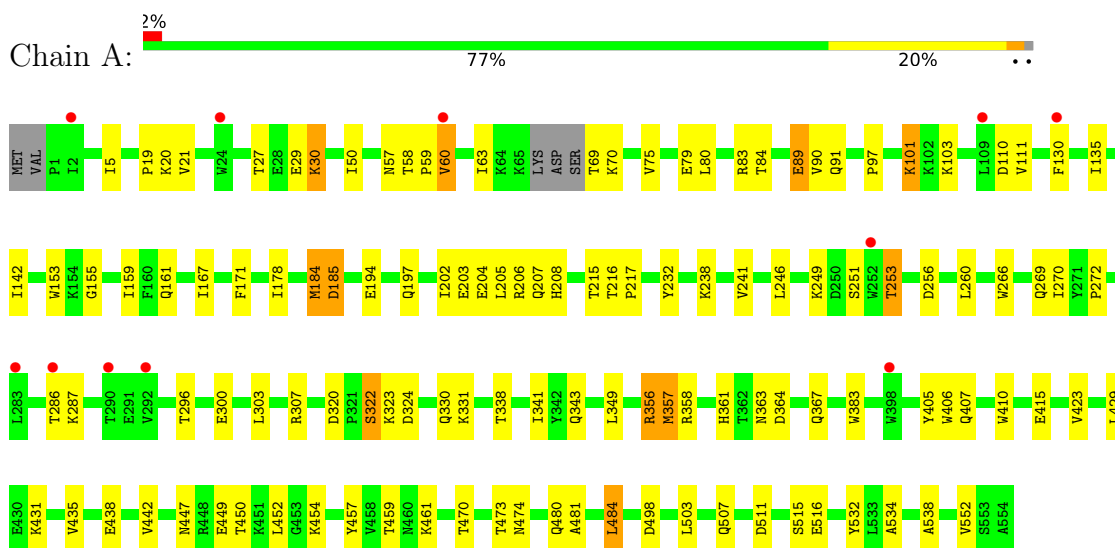 2%
Chain A:
77% 20% ••
MET VAL P1 I2 I5 P19 K20 V21 W24 T27 E28 E29 K30 I50 N57 T58 P59 V60 I63 K64 K65 LYS ASP SER T69 K70 V75 E79 L80 R83 T84 E89 V90 Q91 P97 K101 K102 K103 L109 D110 V111 F130 I135
I142 W153 K154 G155 I159 F160 Q161 I167 F171 I178 M184 D185 E194 Q197 I202 E203 E204 L205 R206 Q207 H208 T215 T216 P217 Y232 K238 V241 L246 K249 D250 S251 W252 T253 D256 L260 W266 Q269 I270 Y271 P272
L283 T286 K287 T290 E291 V292 T296 E300 L303 R307 D320 P321 S322 K323 D324 Q330 K331 T338 I341 Y342 Q343 L349 R356 M357 R358 H361 T362 N363 D364 Q367 W383 W398 Y405 W406 Q407 W410 E415 V423 L429
E430 K431 V435 E438 V442 N447 R448 E449 T450 K451 L452 G453 K454 Y457 V458 T459 N460 K461 T470 T473 N474 Q480 A481 L484 D498 L503 Q507 D511 S515 E516 Y532 L533 A534 A538 V552 S553 A554